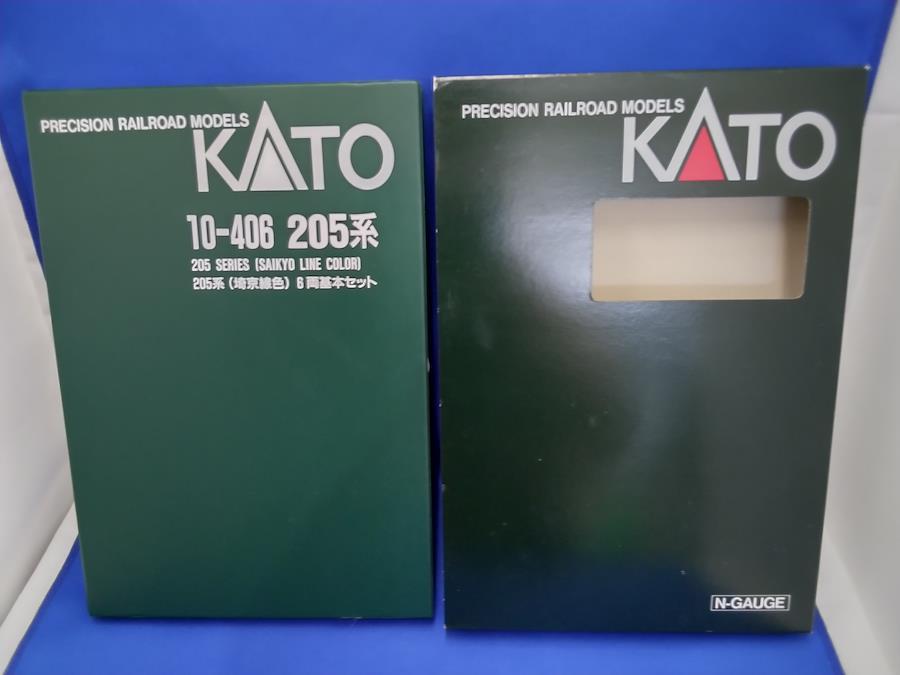 PRECISION RAILROAD MODELS
KATO
10-406 205系
205 SERIES (SAIKYO LINE COLOR)
205系(埼京線色) 6両基本セット
PRECISION RAILROAD MODELS
KATO
N-GAUGE